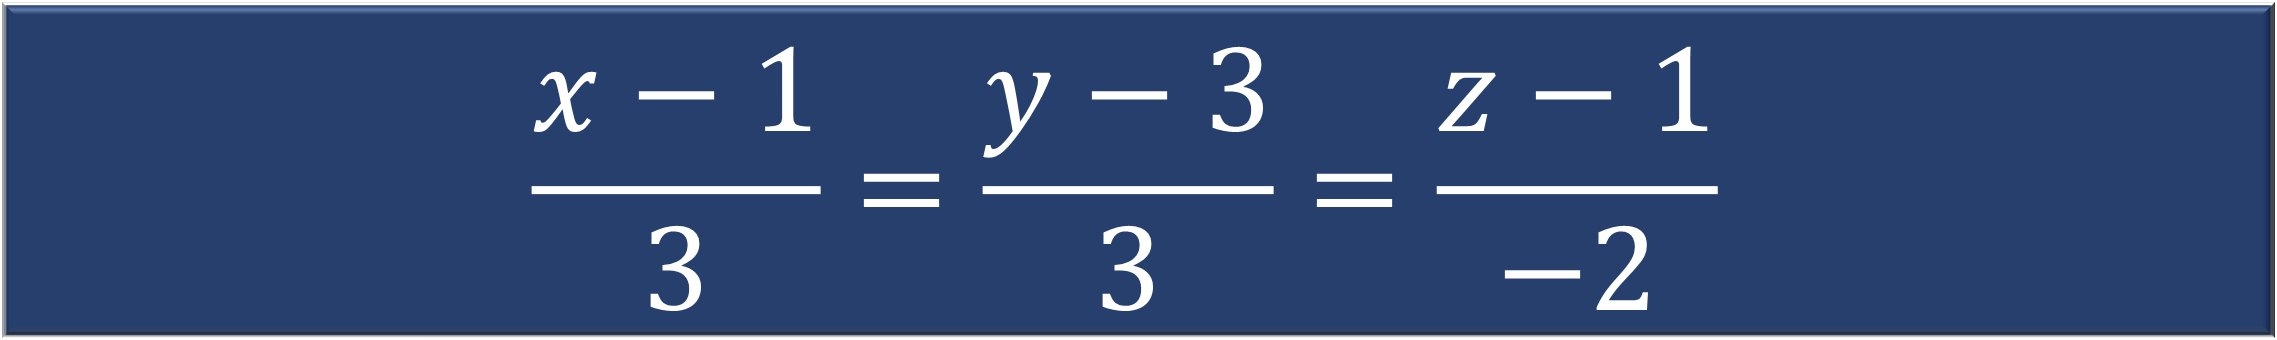 x − 1 / 3 = y − 3 / 3 = z − 1 / −2